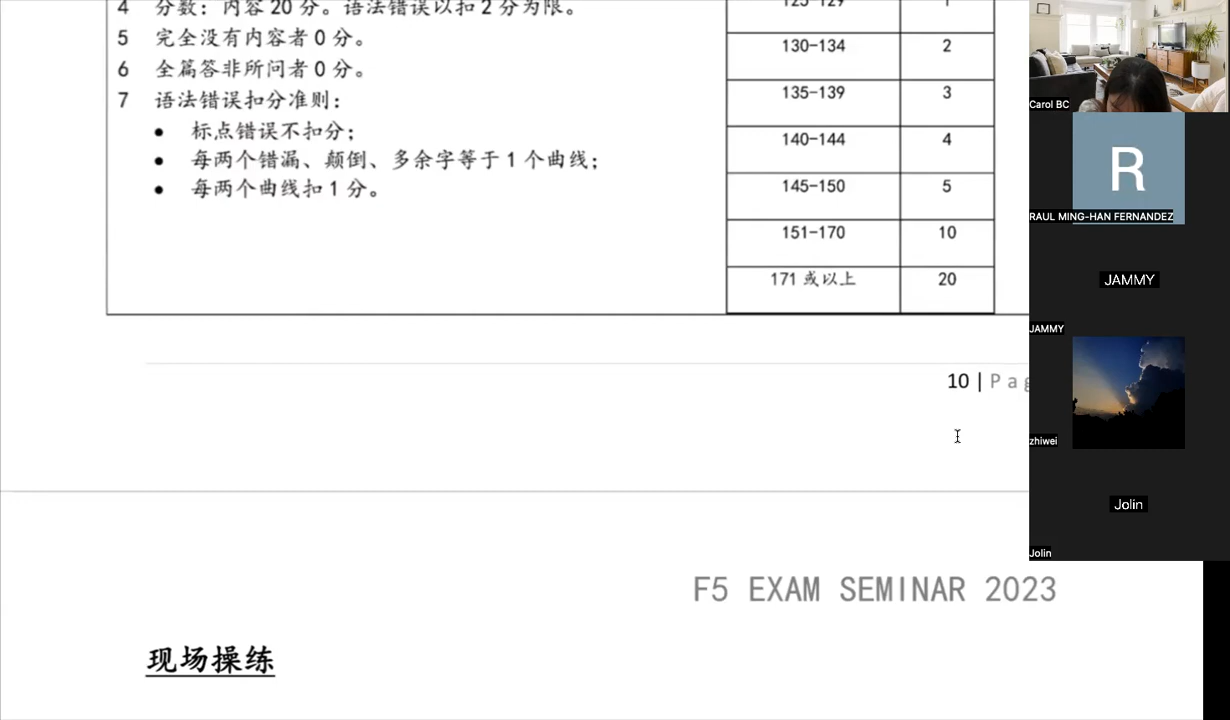 4 分数：内容 20 分。语法错误以扣 2 分为限。
5 完全没有内容者 0 分。
6 全篇答非所问者 0 分。
7 语法错误扣分准则：
● 标点错误不扣分；
● 每两个错漏、颠倒、多余字等于 1 个曲线；
● 每两个曲线扣 1 分。
125-129 1
130-134 2
135-139 3
140-144 4
145-150 5
151-170 10
171 或以上 20
10 | Pag
F5 EXAM SEMINAR 2023
现场操练
Carol BC
R
RAUL MING-HAN FERNANDEZ
JAMMY
JAMMY
zhiwei
Jolin
Jolin